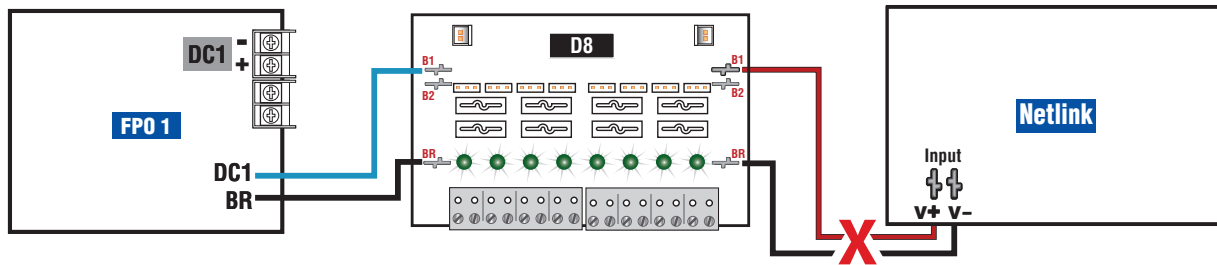 DC1
-
+
FPO 1
DC1
BR
D8
B1
B2
BR
B1
B2
BR
Netlink
Input
V+ V-
X